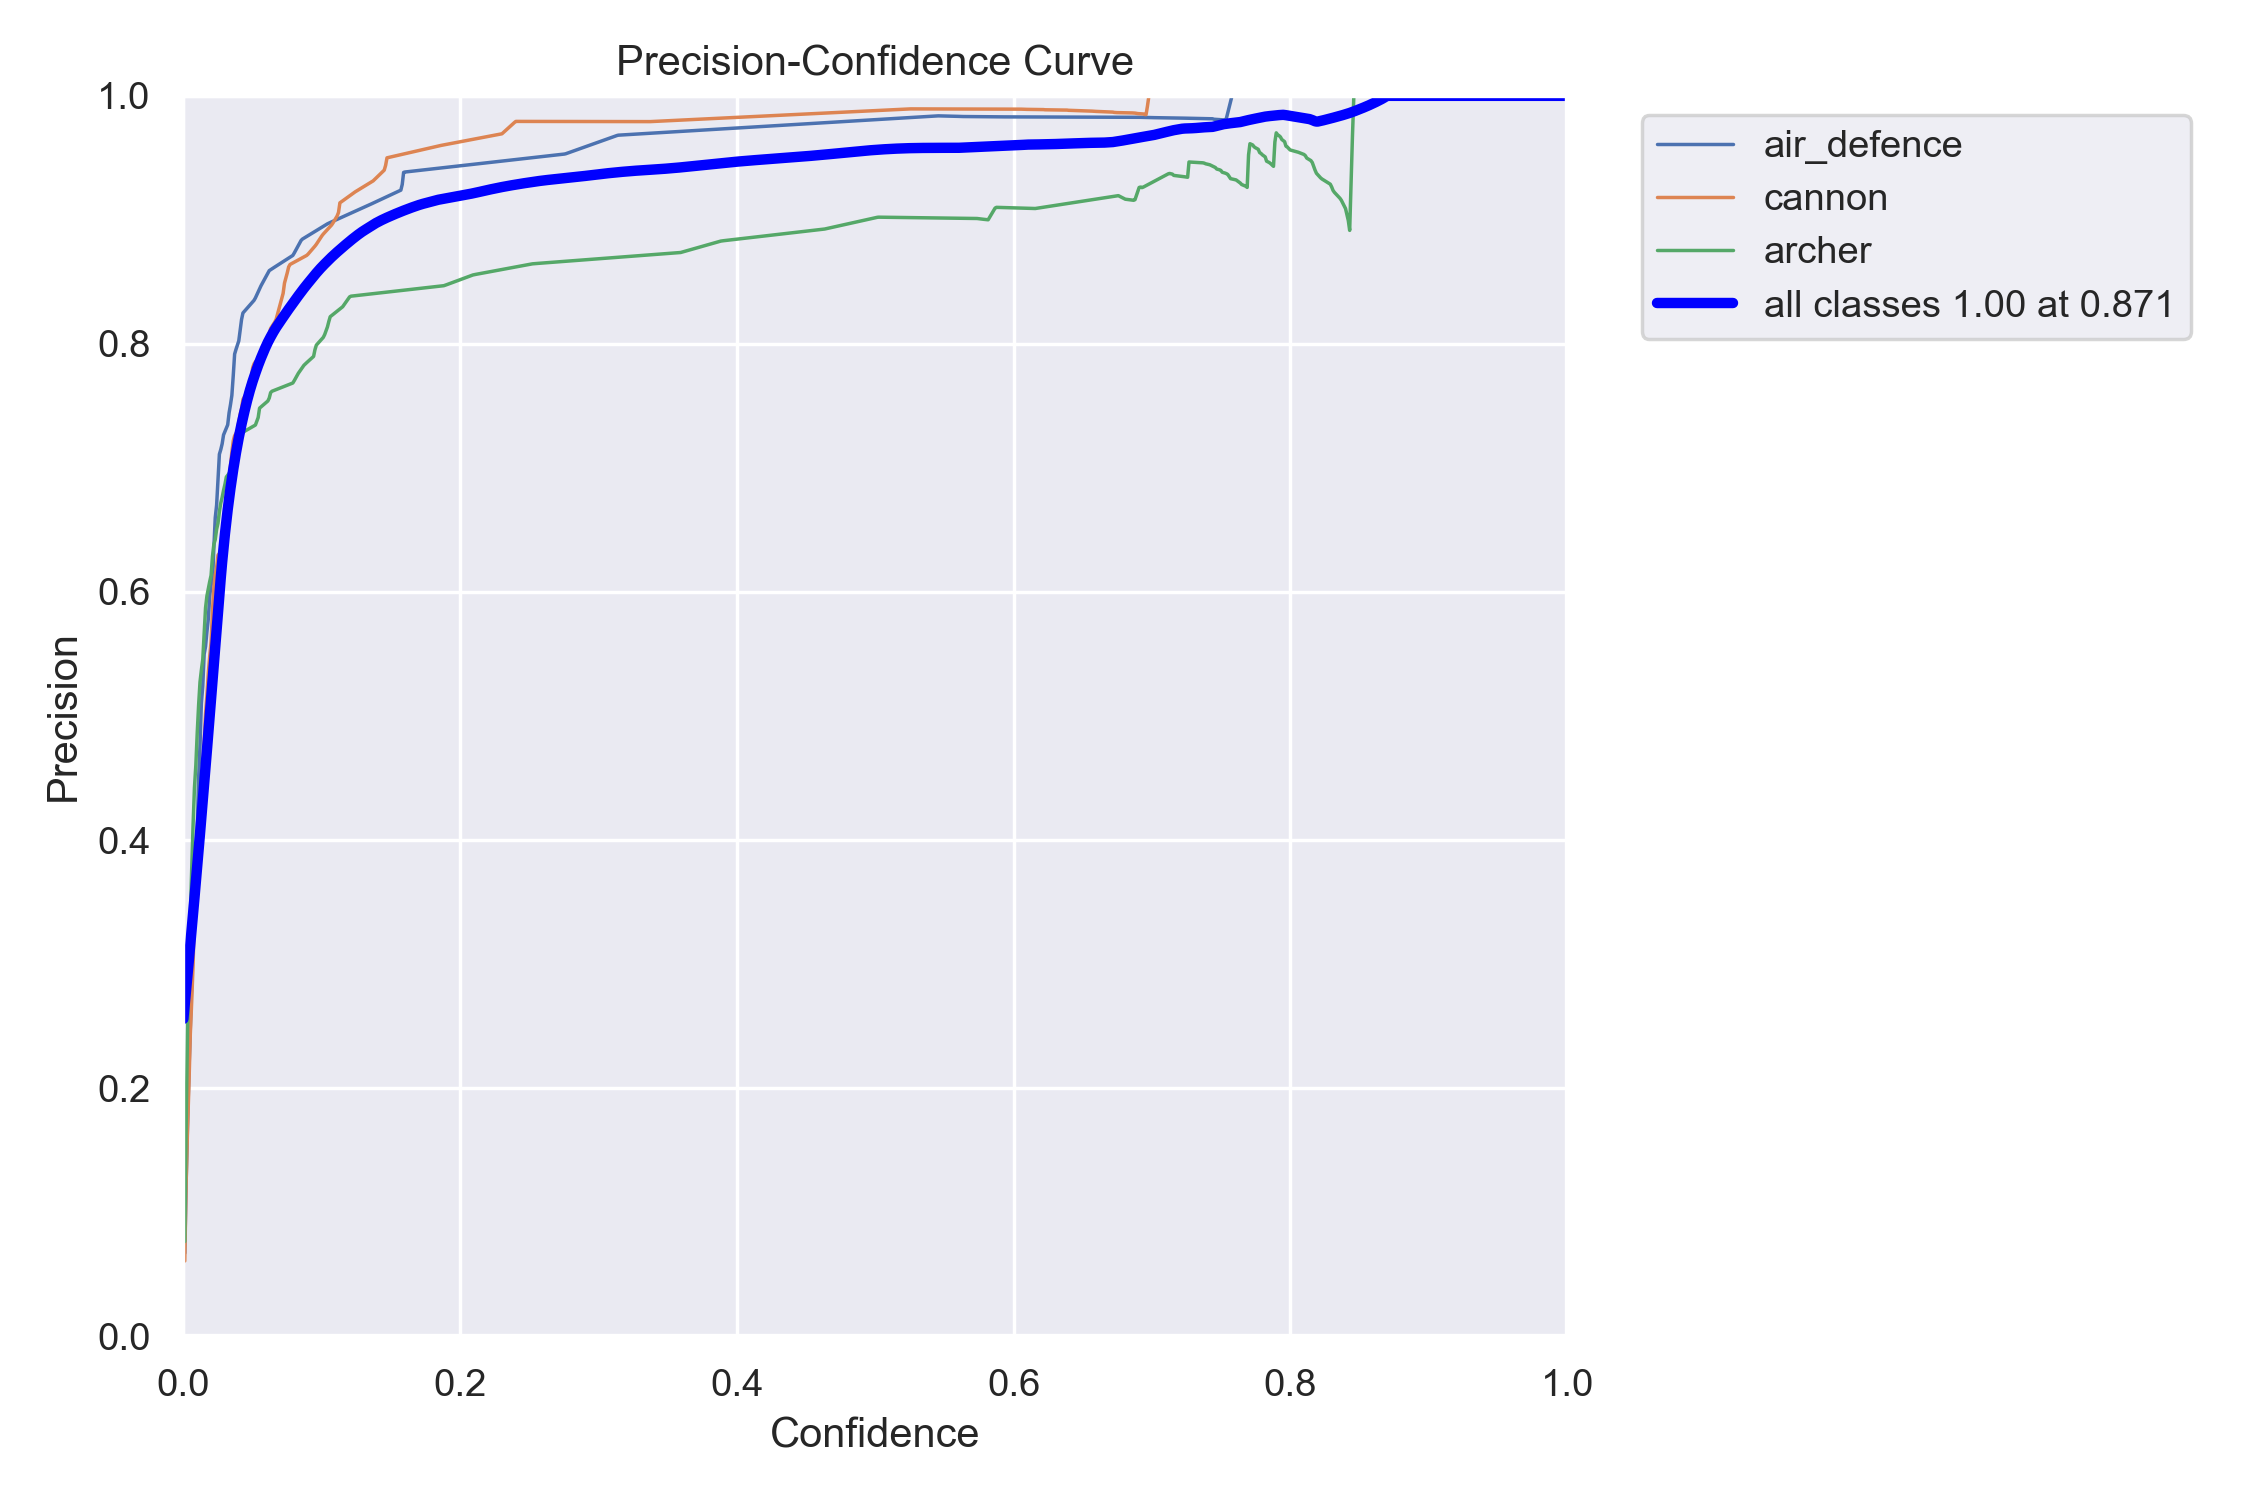 Precision-Confidence Curve
1.0
0.8
0.6
0.4
0.2
0.0
Precision
0.0 0.2 0.4 0.6 0.8 1.0
Confidence
air_defence
cannon
archer
all classes 1.00 at 0.871